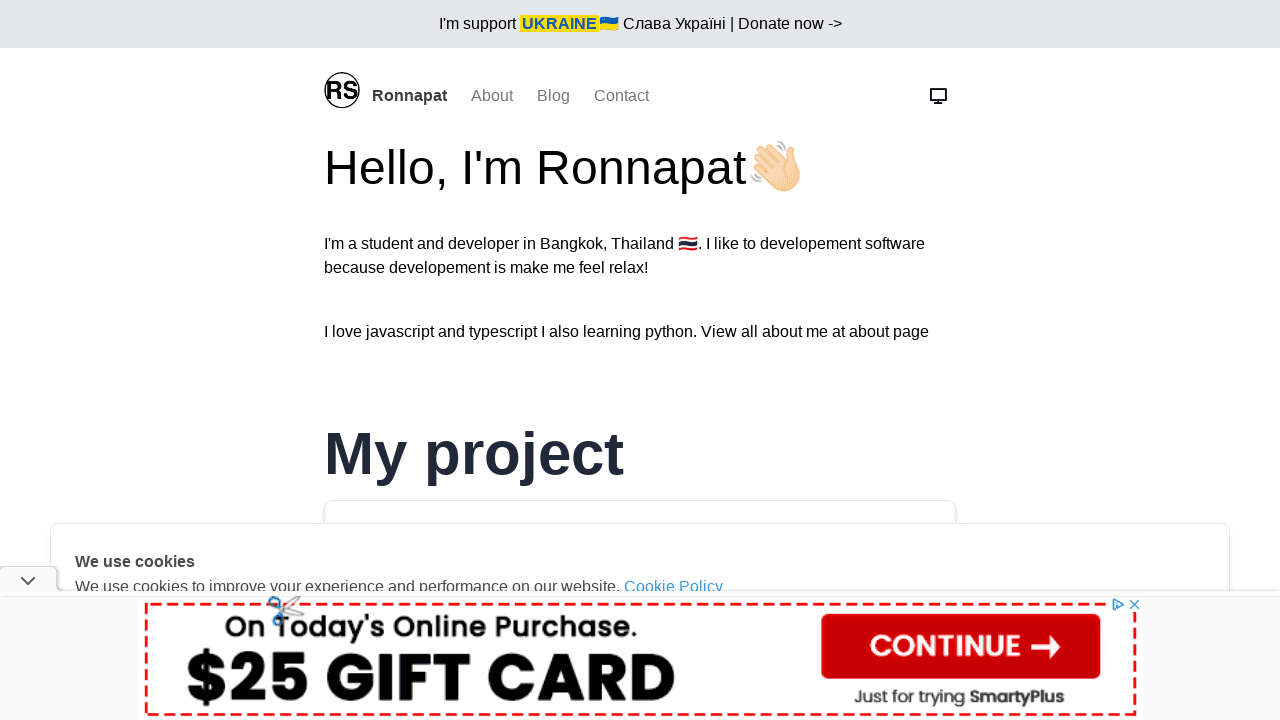 I'm support UKRAINE🇺🇦 Слава Україні | Donate now ->
RS Ronnapat About Blog Contact
Hello, I'm Ronnapat👋🏻
I'm a student and developer in Bangkok, Thailand 🇹🇭. I like to developement software
because developement is make me feel relax!
I love javascript and typescript I also learning python. View all about me at about page
My project
We use cookies
We use cookies to improve your experience and performance on our website. Cookie Policy
On Today's Online Purchase.
$25 GIFT CARD
CONTINUE →
Just for trying SmartyPlus